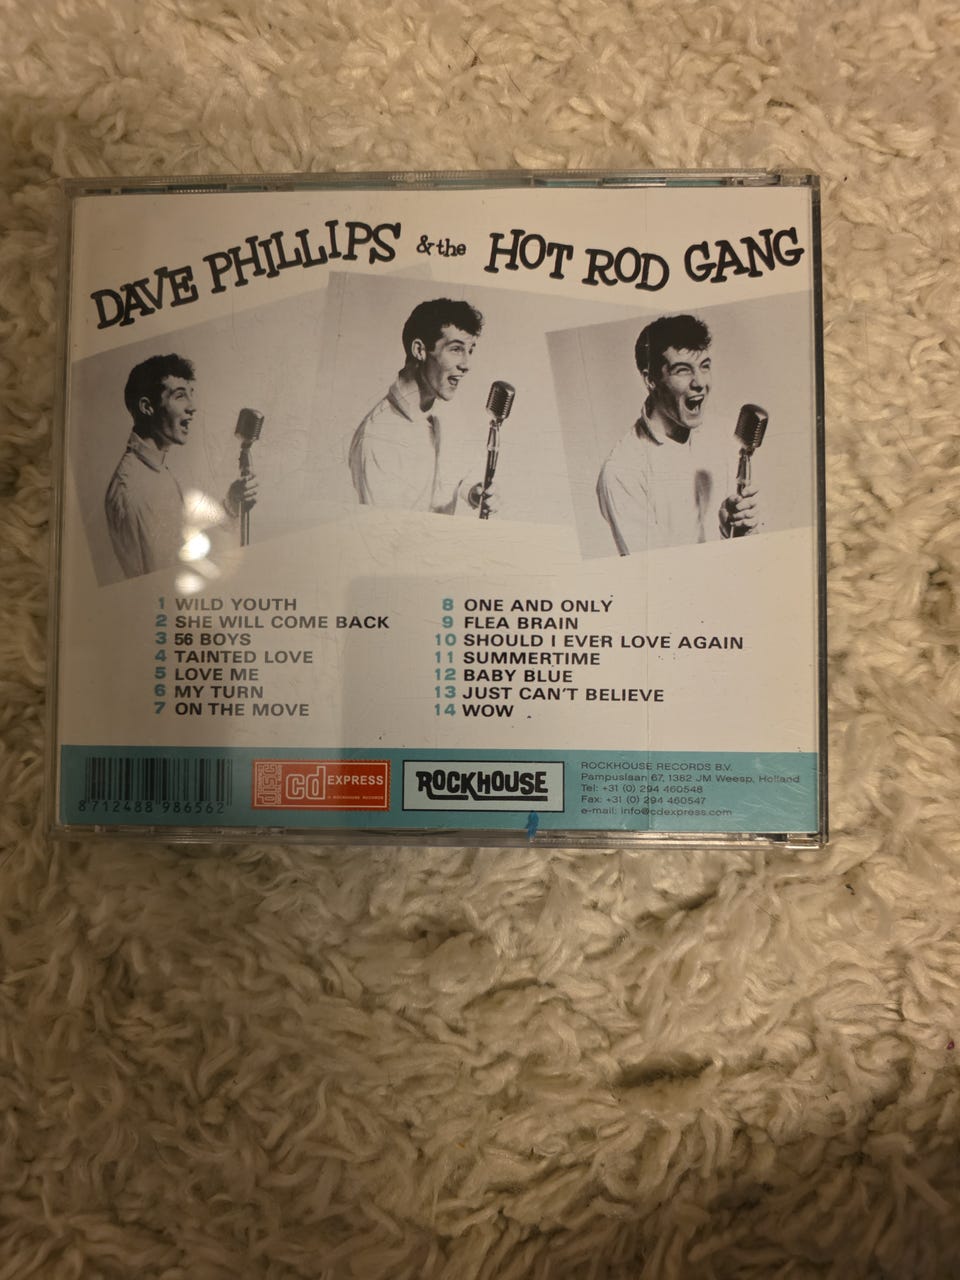 DAVE PHILLIPS & the HOT ROD GANG
1 WILD YOUTH
2 SHE WILL COME BACK
3 56 BOYS
4 TAINTED LOVE
5 LOVE ME
6 MY TURN
7 ON THE MOVE
8 ONE AND ONLY
9 FLEA BRAIN
10 SHOULD I EVER LOVE AGAIN
11 SUMMERTIME
12 BABY BLUE
13 JUST CAN'T BELIEVE
14 WOW
8 712488 986562
disc cd EXPRESS
ROCKHOUSE RECORDS
ROCKHOUSE
ROCKHOUSE RECORDS B.V.
Pampuslaan 67, 1382 JM Weesp, Holland
Tel: +31 (0) 294 460548
Fax: +31 (0) 294 460547
e-mail: info@cdexpress.com